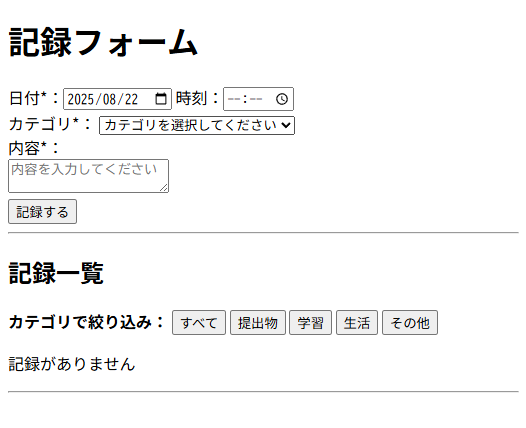 記録フォーム
日付*：2025/08/22 時刻：--:--
カテゴリ*： カテゴリを選択してください
内容*：
内容を入力してください
記録する
記録一覧
カテゴリで絞り込み： すべて 提出物 学習 生活 その他
記録がありません